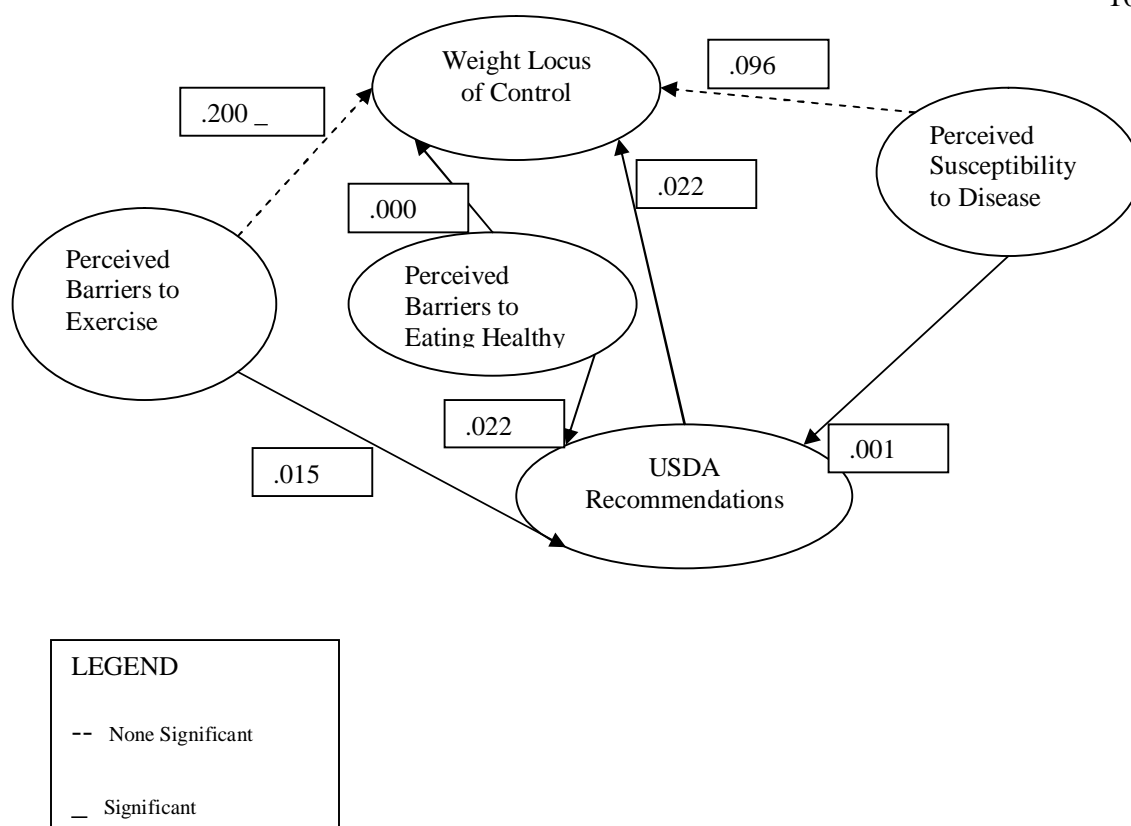 Weight Locus
of Control
.096
.200 _
Perceived
Susceptibility
to Disease
.022
.000
Perceived
Barriers to
Exercise
Perceived
Barriers to
Eating Healthy
.022
.001
.015
USDA
Recommendations
LEGEND
-- None Significant
_ Significant